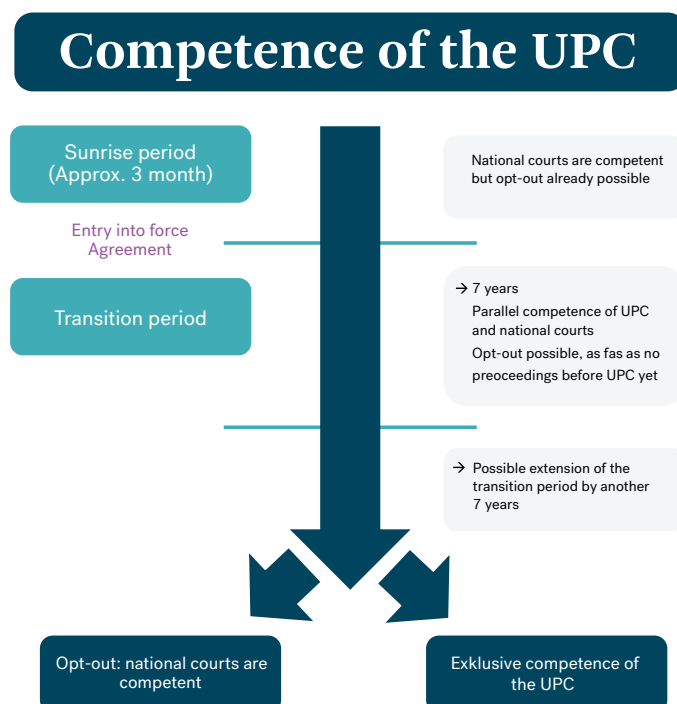 Competence of the UPC
Sunrise period
(Approx. 3 month)
National courts are competent
but opt-out already possible
Entry into force
Agreement
Transition period
→ 7 years
Parallel competence of UPC
and national courts
Opt-out possible, as fas as no
preoceedings before UPC yet
→ Possible extension of the
transition period by another
7 years
Opt-out: national courts are
competent
Exklusive competence of
the UPC